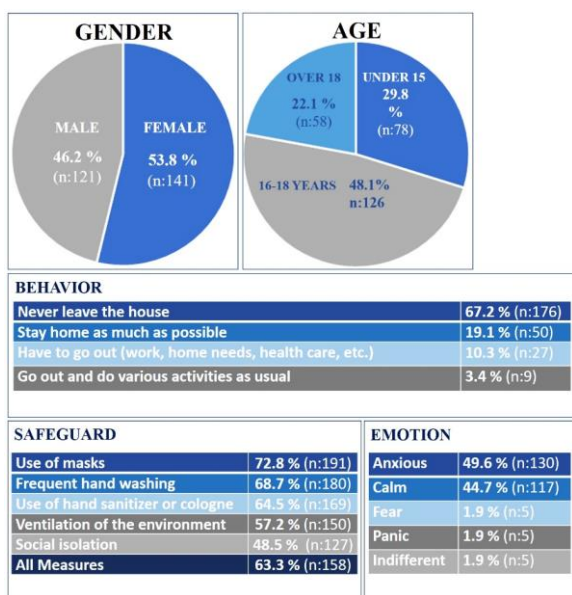 GENDER
MALE
46.2 %
(n:121)
FEMALE
53.8 %
(n:141)
AGE
OVER 18
22.1 %
(n:58)
UNDER 15
29.8
%
(n:78)
16-18 YEARS 48.1%
n:126
BEHAVIOR
Never leave the house 67.2 % (n:176)
Stay home as much as possible 19.1 % (n:50)
Have to go out (work, home needs, health care, etc.) 10.3 % (n:27)
Go out and do various activities as usual 3.4 % (n:9)
SAFEGUARD
Use of masks 72.8 % (n:191)
Frequent hand washing 68.7 % (n:180)
Use of hand sanitizer or cologne 64.5 % (n:169)
Ventilation of the environment 57.2 % (n:150)
Social isolation 48.5 % (n:127)
All Measures 63.3 % (n:158)
EMOTION
Anxious 49.6 % (n:130)
Calm 44.7 % (n:117)
Fear 1.9 % (n:5)
Panic 1.9 % (n:5)
Indifferent 1.9 % (n:5)